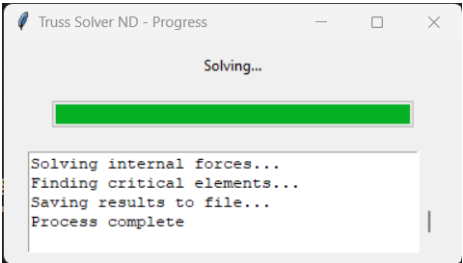 Truss Solver ND - Progress
Solving...
Solving internal forces...
Finding critical elements...
Saving results to file...
Process complete